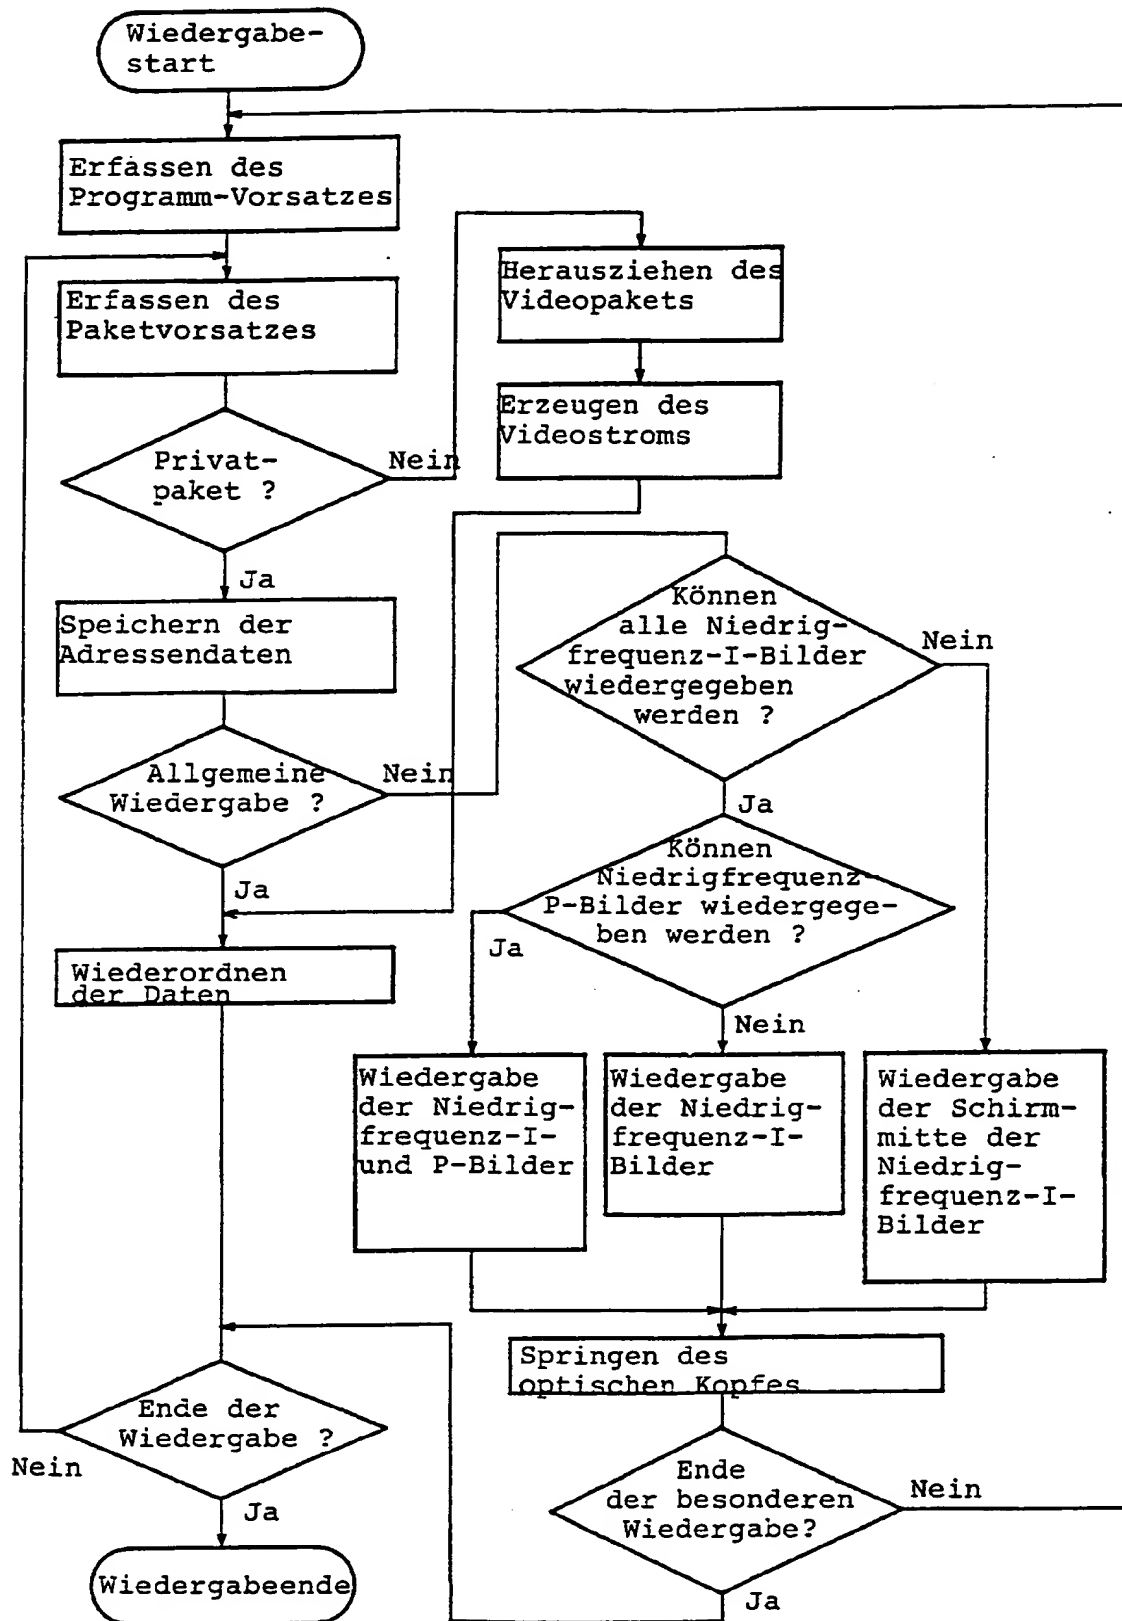 Wiedergabe-
start
Erfassen des
Programm-Vorsatzes
Erfassen des
Paketvorsatzes
Privat-
paket ?
Nein
Ja
Herausziehen des
Videopakets
Erzeugen des
Videostroms
Speichern der
Adressendaten
Allgemeine
Wiedergabe ?
Nein
Ja
Können
alle Niedrig-
frequenz-I-Bilder
wiedergegeben
werden ?
Nein
Ja
Können
Niedrigfrequenz-
P-Bilder wiedergege-
ben werden ?
Ja
Nein
Wiederordnen
der Daten
Wiedergabe
der Niedrig-
frequenz-I-
und P-Bilder
Wiedergabe
der Niedrig-
frequenz-I-
Bilder
Wiedergabe
der Schirm-
mitte der
Niedrig-
frequenz-I-
Bilder
Springen des
optischen Kopfes
Ende der
Wiedergabe ?
Nein
Ja
Ende
der besonderen
Wiedergabe?
Nein
Ja
Wiedergabeende